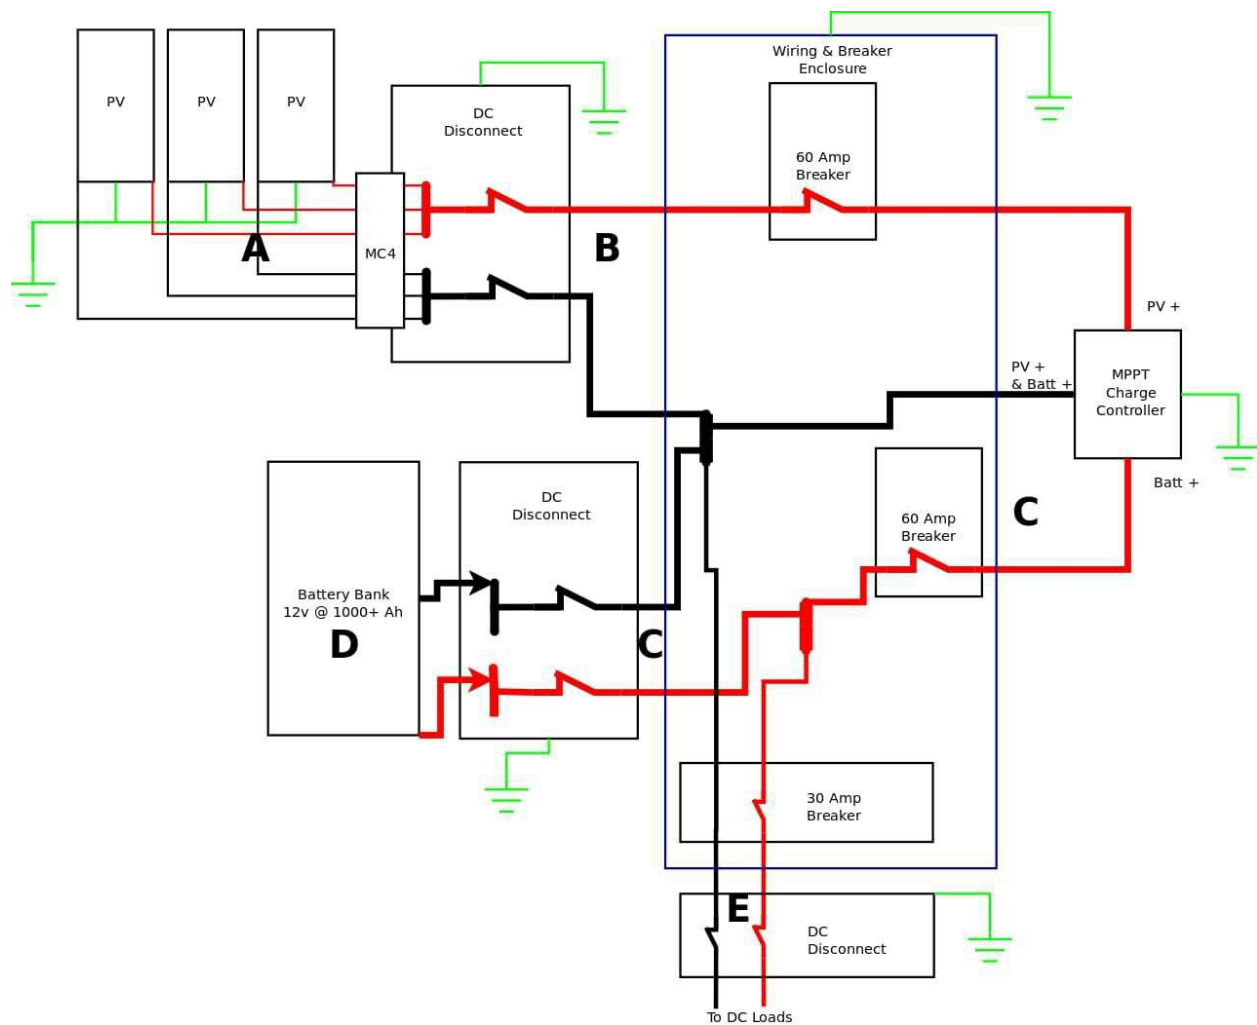 Wiring & Breaker
Enclosure
PV
PV
PV
DC
Disconnect
60 Amp
Breaker
A
B
MC4
PV +
PV +
& Batt +
MPPT
Charge
Controller
Batt +
DC
Disconnect
C
60 Amp
Breaker
Battery Bank
12v @ 1000+ Ah
D
C
30 Amp
Breaker
E
DC
Disconnect
To DC Loads